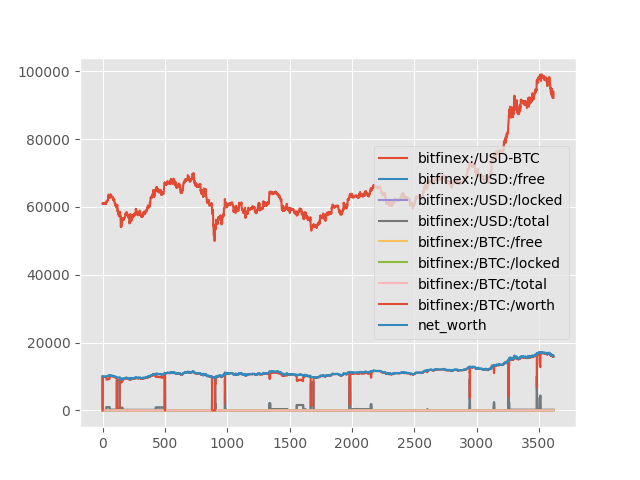 100000
80000
60000
40000
20000
0
0 500 1000 1500 2000 2500 3000 3500
bitfinex:/USD-BTC
bitfinex:/USD:/free
bitfinex:/USD:/locked
bitfinex:/USD:/total
bitfinex:/BTC:/free
bitfinex:/BTC:/locked
bitfinex:/BTC:/total
bitfinex:/BTC:/worth
net_worth